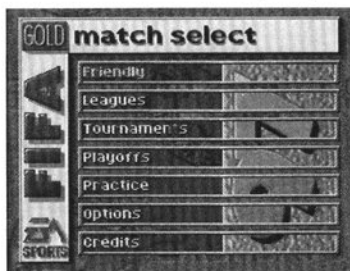 GOLD match select
FIFA
Friendly
Leagues
Tournaments
Playoffs
Practice
Options
Credits
EA
SPORTS